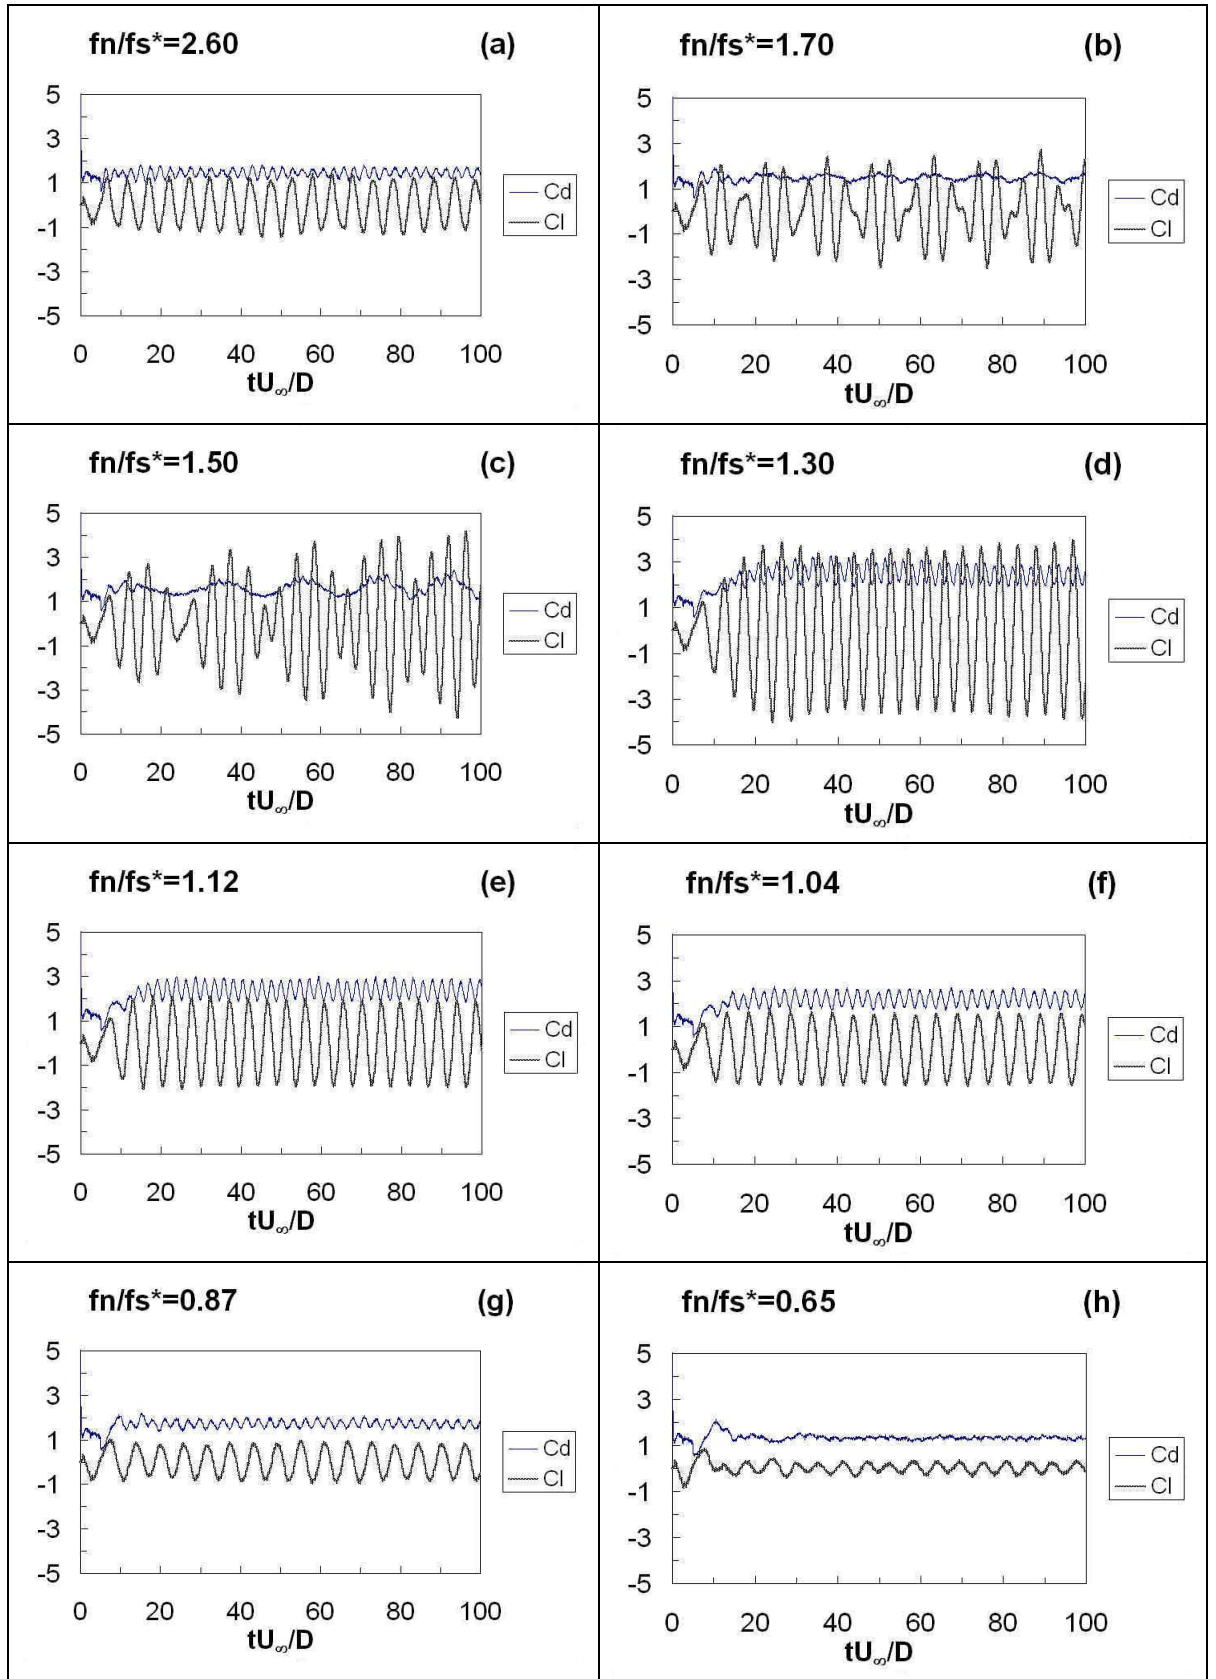 fn/fs*=2.60 (a)
5
3
1
-1
-3
-5
Cd
Cl
0 20 40 60 80 100
tU∞/D
fn/fs*=1.70 (b)
5
3
1
-1
-3
-5
Cd
Cl
0 20 40 60 80 100
tU∞/D
fn/fs*=1.50 (c)
5
3
1
-1
-3
-5
Cd
Cl
0 20 40 60 80 100
tU∞/D
fn/fs*=1.30 (d)
5
3
1
-1
-3
-5
Cd
Cl
0 20 40 60 80 100
tU∞/D
fn/fs*=1.12 (e)
5
3
1
-1
-3
-5
Cd
Cl
0 20 40 60 80 100
tU∞/D
fn/fs*=1.04 (f)
5
3
1
-1
-3
-5
Cd
Cl
0 20 40 60 80 100
tU∞/D
fn/fs*=0.87 (g)
5
3
1
-1
-3
-5
Cd
Cl
0 20 40 60 80 100
tU∞/D
fn/fs*=0.65 (h)
5
3
1
-1
-3
-5
Cd
Cl
0 20 40 60 80 100
tU∞/D